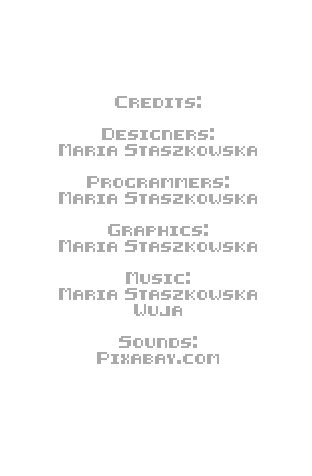 Credits:
Designers:
Maria Staszkowska
Programmers:
Maria Staszkowska
Graphics:
Maria Staszkowska
Music:
Maria Staszkowska
Wuja
Sounds:
Pixabay.com